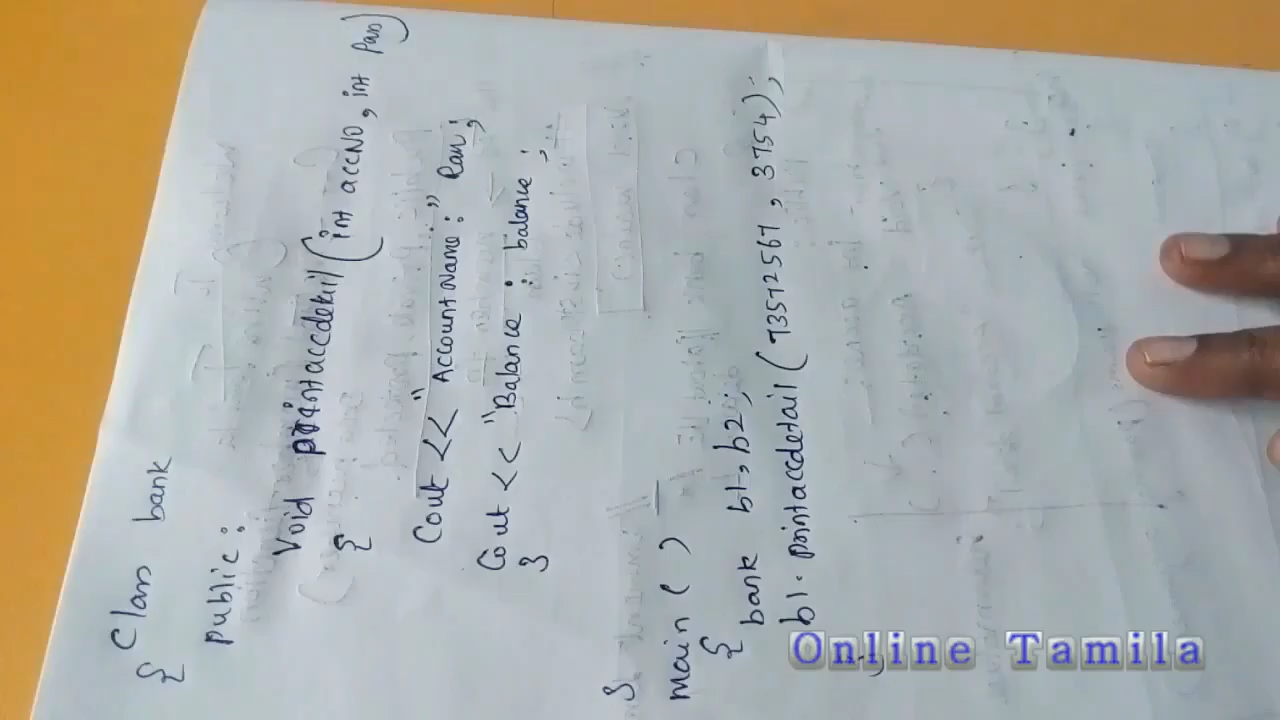 Class bank
{
public:
Void printaccdetail (int accNO, int Pass)
{
Cout << "Account Name:" Ram;
Cout << "Balance: balance;
}
};
main ( )
{
bank b1, b2;
b1. printaccdetail (73572567, 3754);
Online Tamila